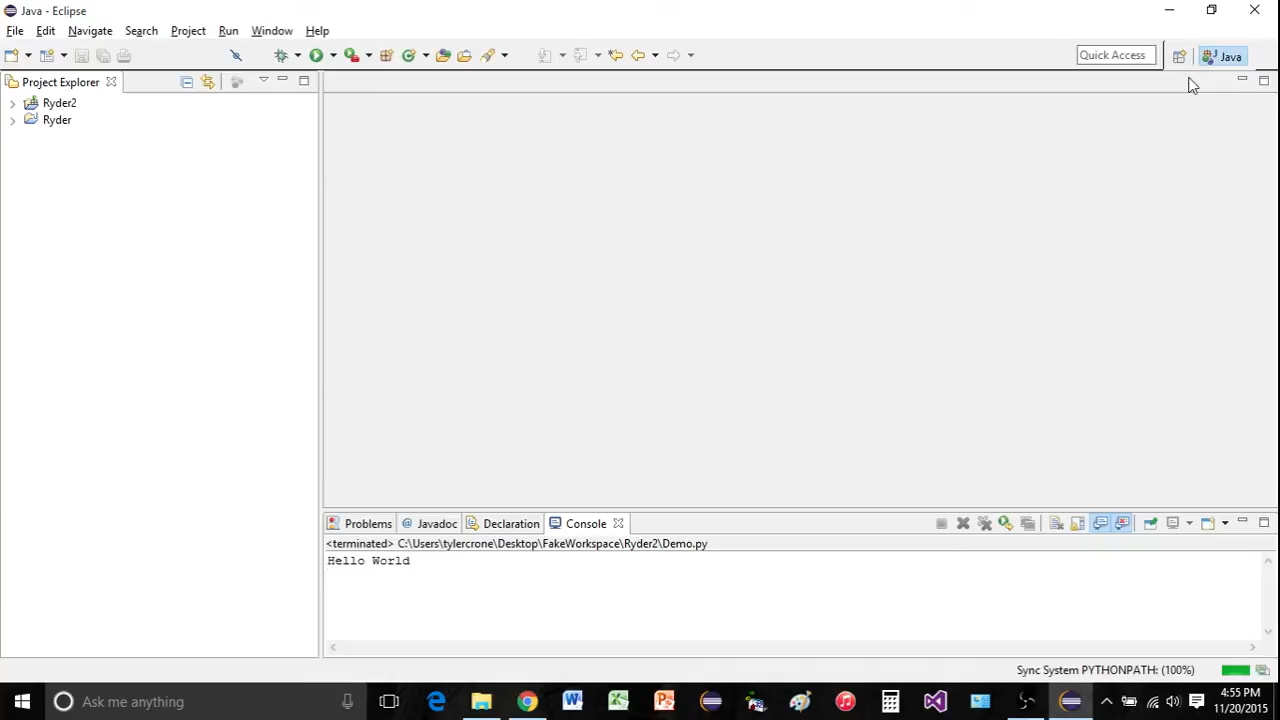 Java - Eclipse
File Edit Navigate Search Project Run Window Help
Quick Access
Java
Project Explorer
Ryder2
Ryder
Problems @ Javadoc Declaration Console
<terminated> C:\Users\tylercrone\Desktop\FakeWorkspace\Ryder2\Demo.py
Hello World
Sync System PYTHONPATH: (100%)
Ask me anything
4:55 PM
11/20/2015